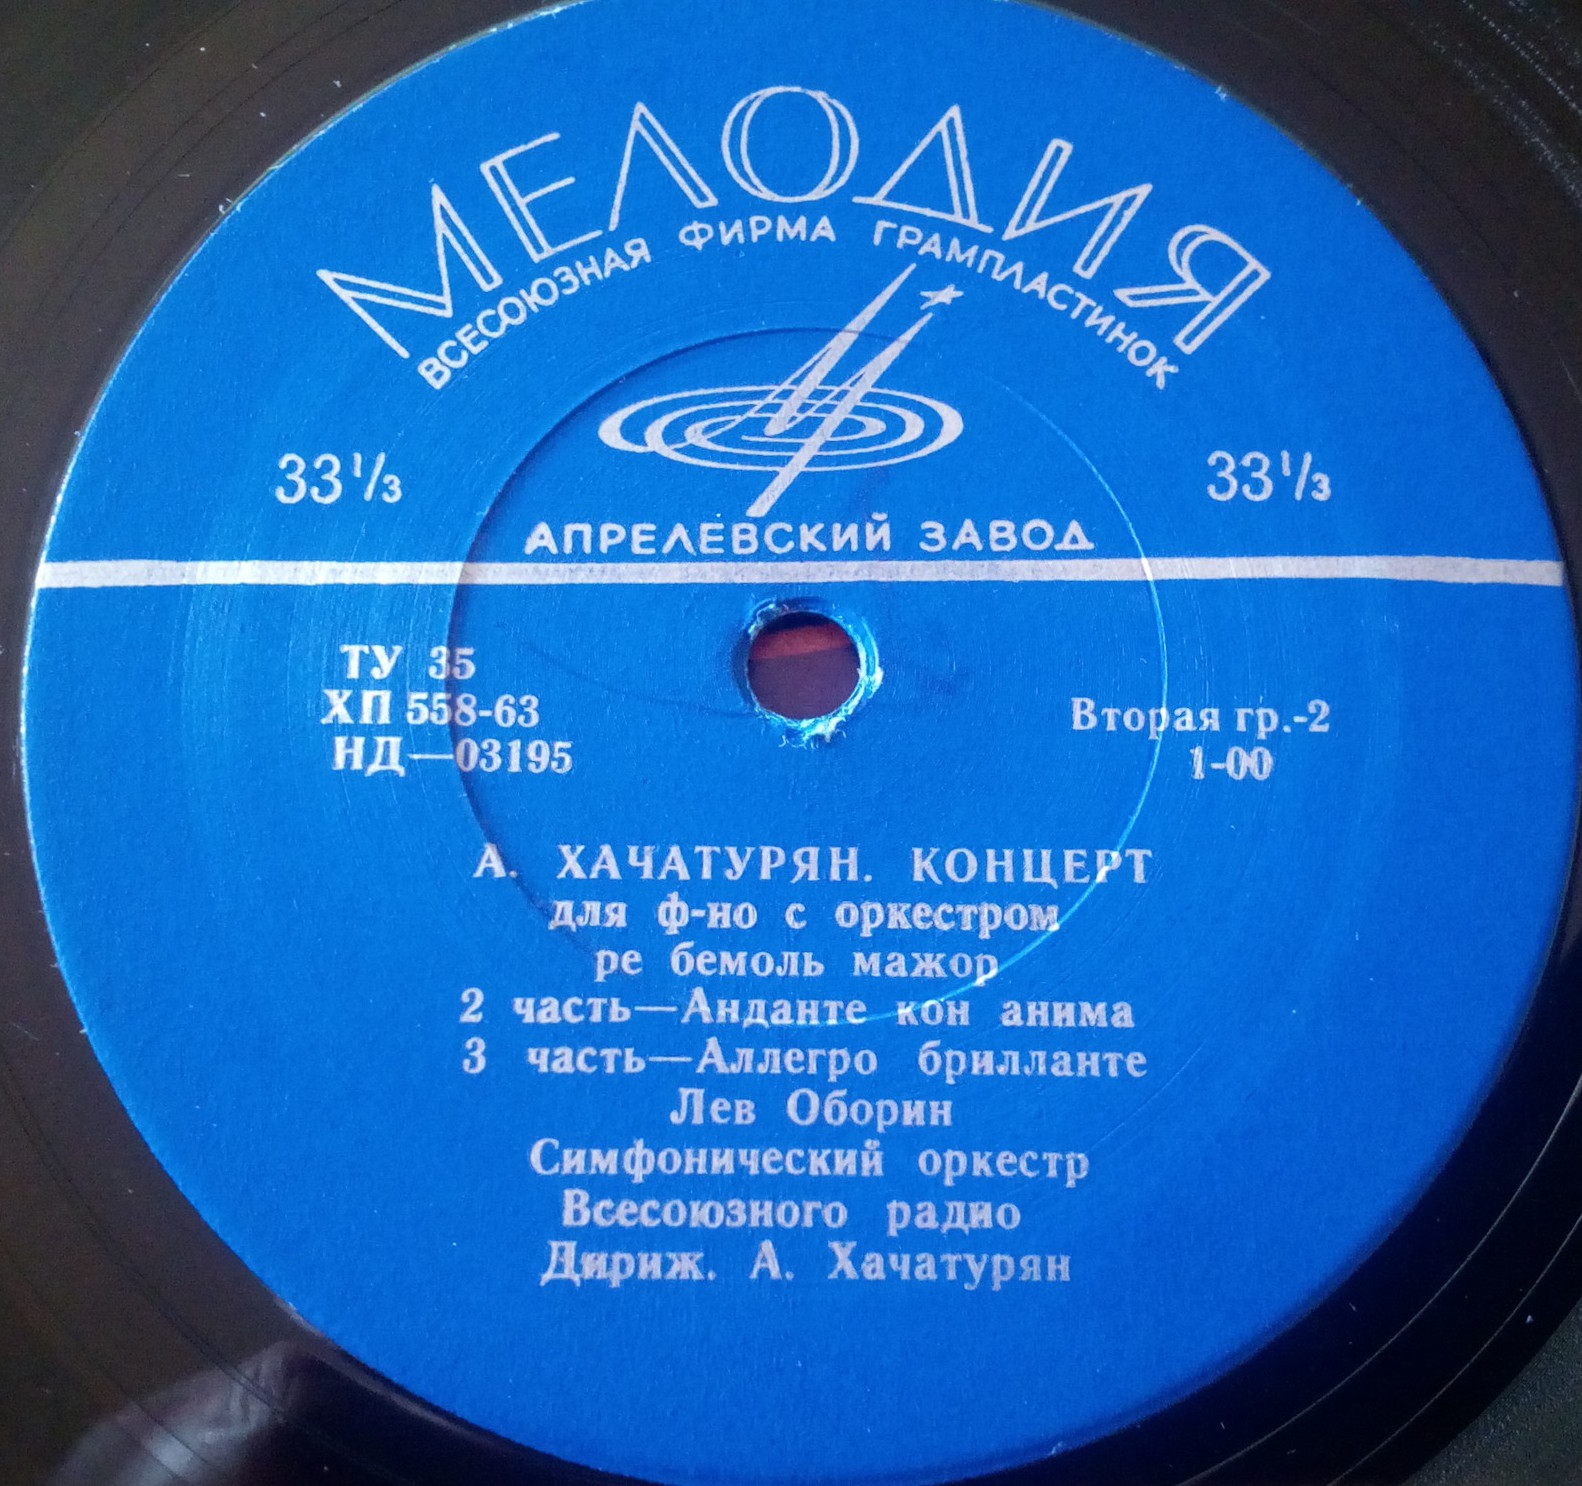 МЕЛОДИЯ
ВСЕСОЮЗНАЯ ФИРМА ГРАМПЛАСТИНОК
33⅓ 33⅓
АПРЕЛЕВСКИЙ ЗАВОД
ТУ 35
ХП 558-63
НД—03195
Вторая гр.-2
1-00
А. ХАЧАТУРЯН. КОНЦЕРТ
для ф-но с оркестром
ре бемоль мажор
2 часть—Анданте кон анима
3 часть—Аллегро брилланте
Лев Оборин
Симфонический оркестр
Всесоюзного радио
Дириж. А. Хачатурян